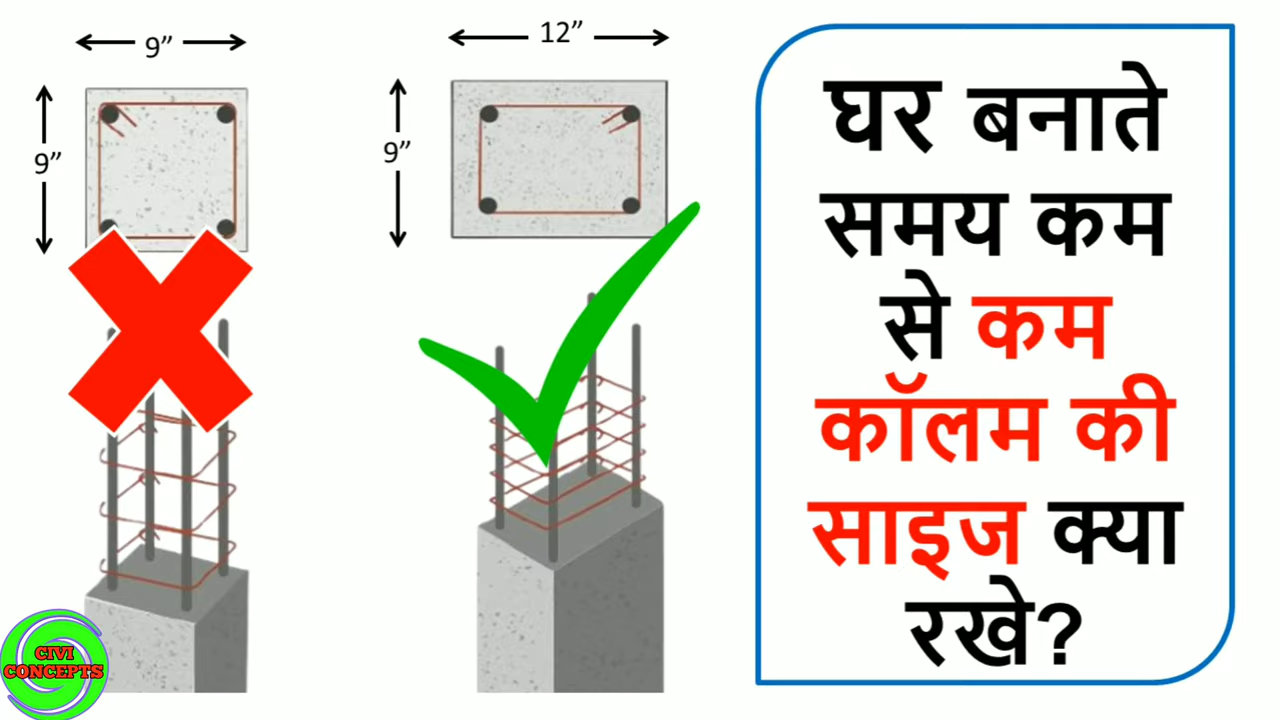 9”
9”
12”
9”
घर बनाते
समय कम
से कम
कॉलम की
साइज क्या
रखे?
CIVI
CONCEPTS